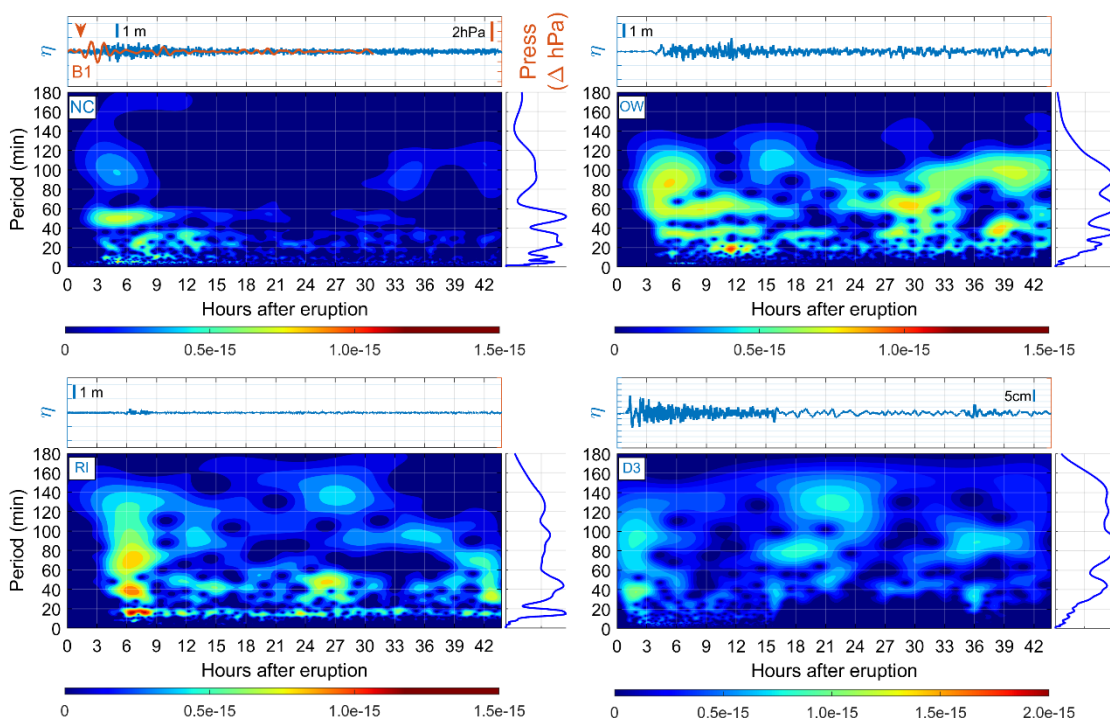 η
B1
1 m
2hPa
Press
(Δ hPa)
NC
Period (min)
180
160
140
120
100
80
60
40
20
0
0 3 6 9 12 15 18 21 24 27 30 33 36 39 42
Hours after eruption
0 0.5e-15 1.0e-15 1.5e-15
η
1 m
OW
180
160
140
120
100
80
60
40
20
0
0 3 6 9 12 15 18 21 24 27 30 33 36 39 42
Hours after eruption
0 0.5e-15 1.0e-15 1.5e-15
η
1 m
RI
Period (min)
180
160
140
120
100
80
60
40
20
0
0 3 6 9 12 15 18 21 24 27 30 33 36 39 42
Hours after eruption
0 0.5e-15 1.0e-15 1.5e-15
η
5cm
D3
180
160
140
120
100
80
60
40
20
0
0 3 6 9 12 15 18 21 24 27 30 33 36 39 42
Hours after eruption
0 0.5e-15 1.0e-15 1.5e-15 2.0e-15